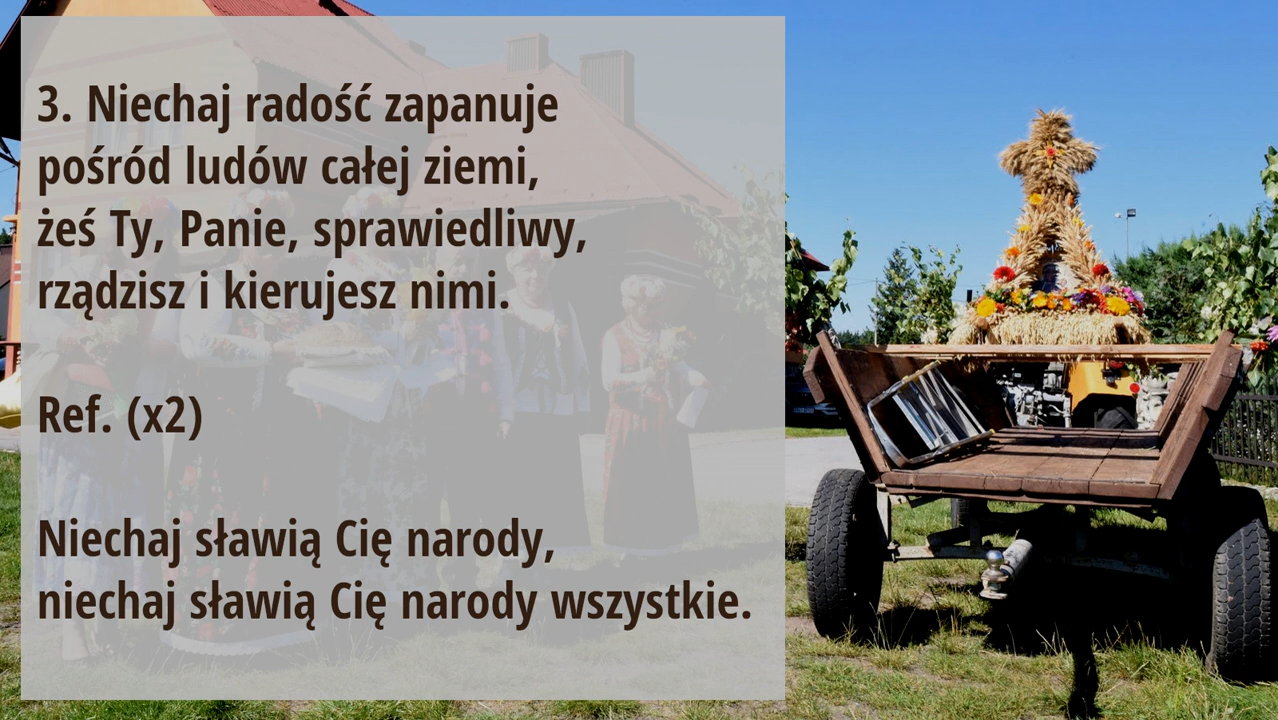 3. Niechaj radość zapanuje
pośród ludów całej ziemi,
żeś Ty, Panie, sprawiedliwy,
rządzisz i kierujesz nimi.
Ref. (x2)
Niechaj sławią Cię narody,
niechaj sławią Cię narody wszystkie.